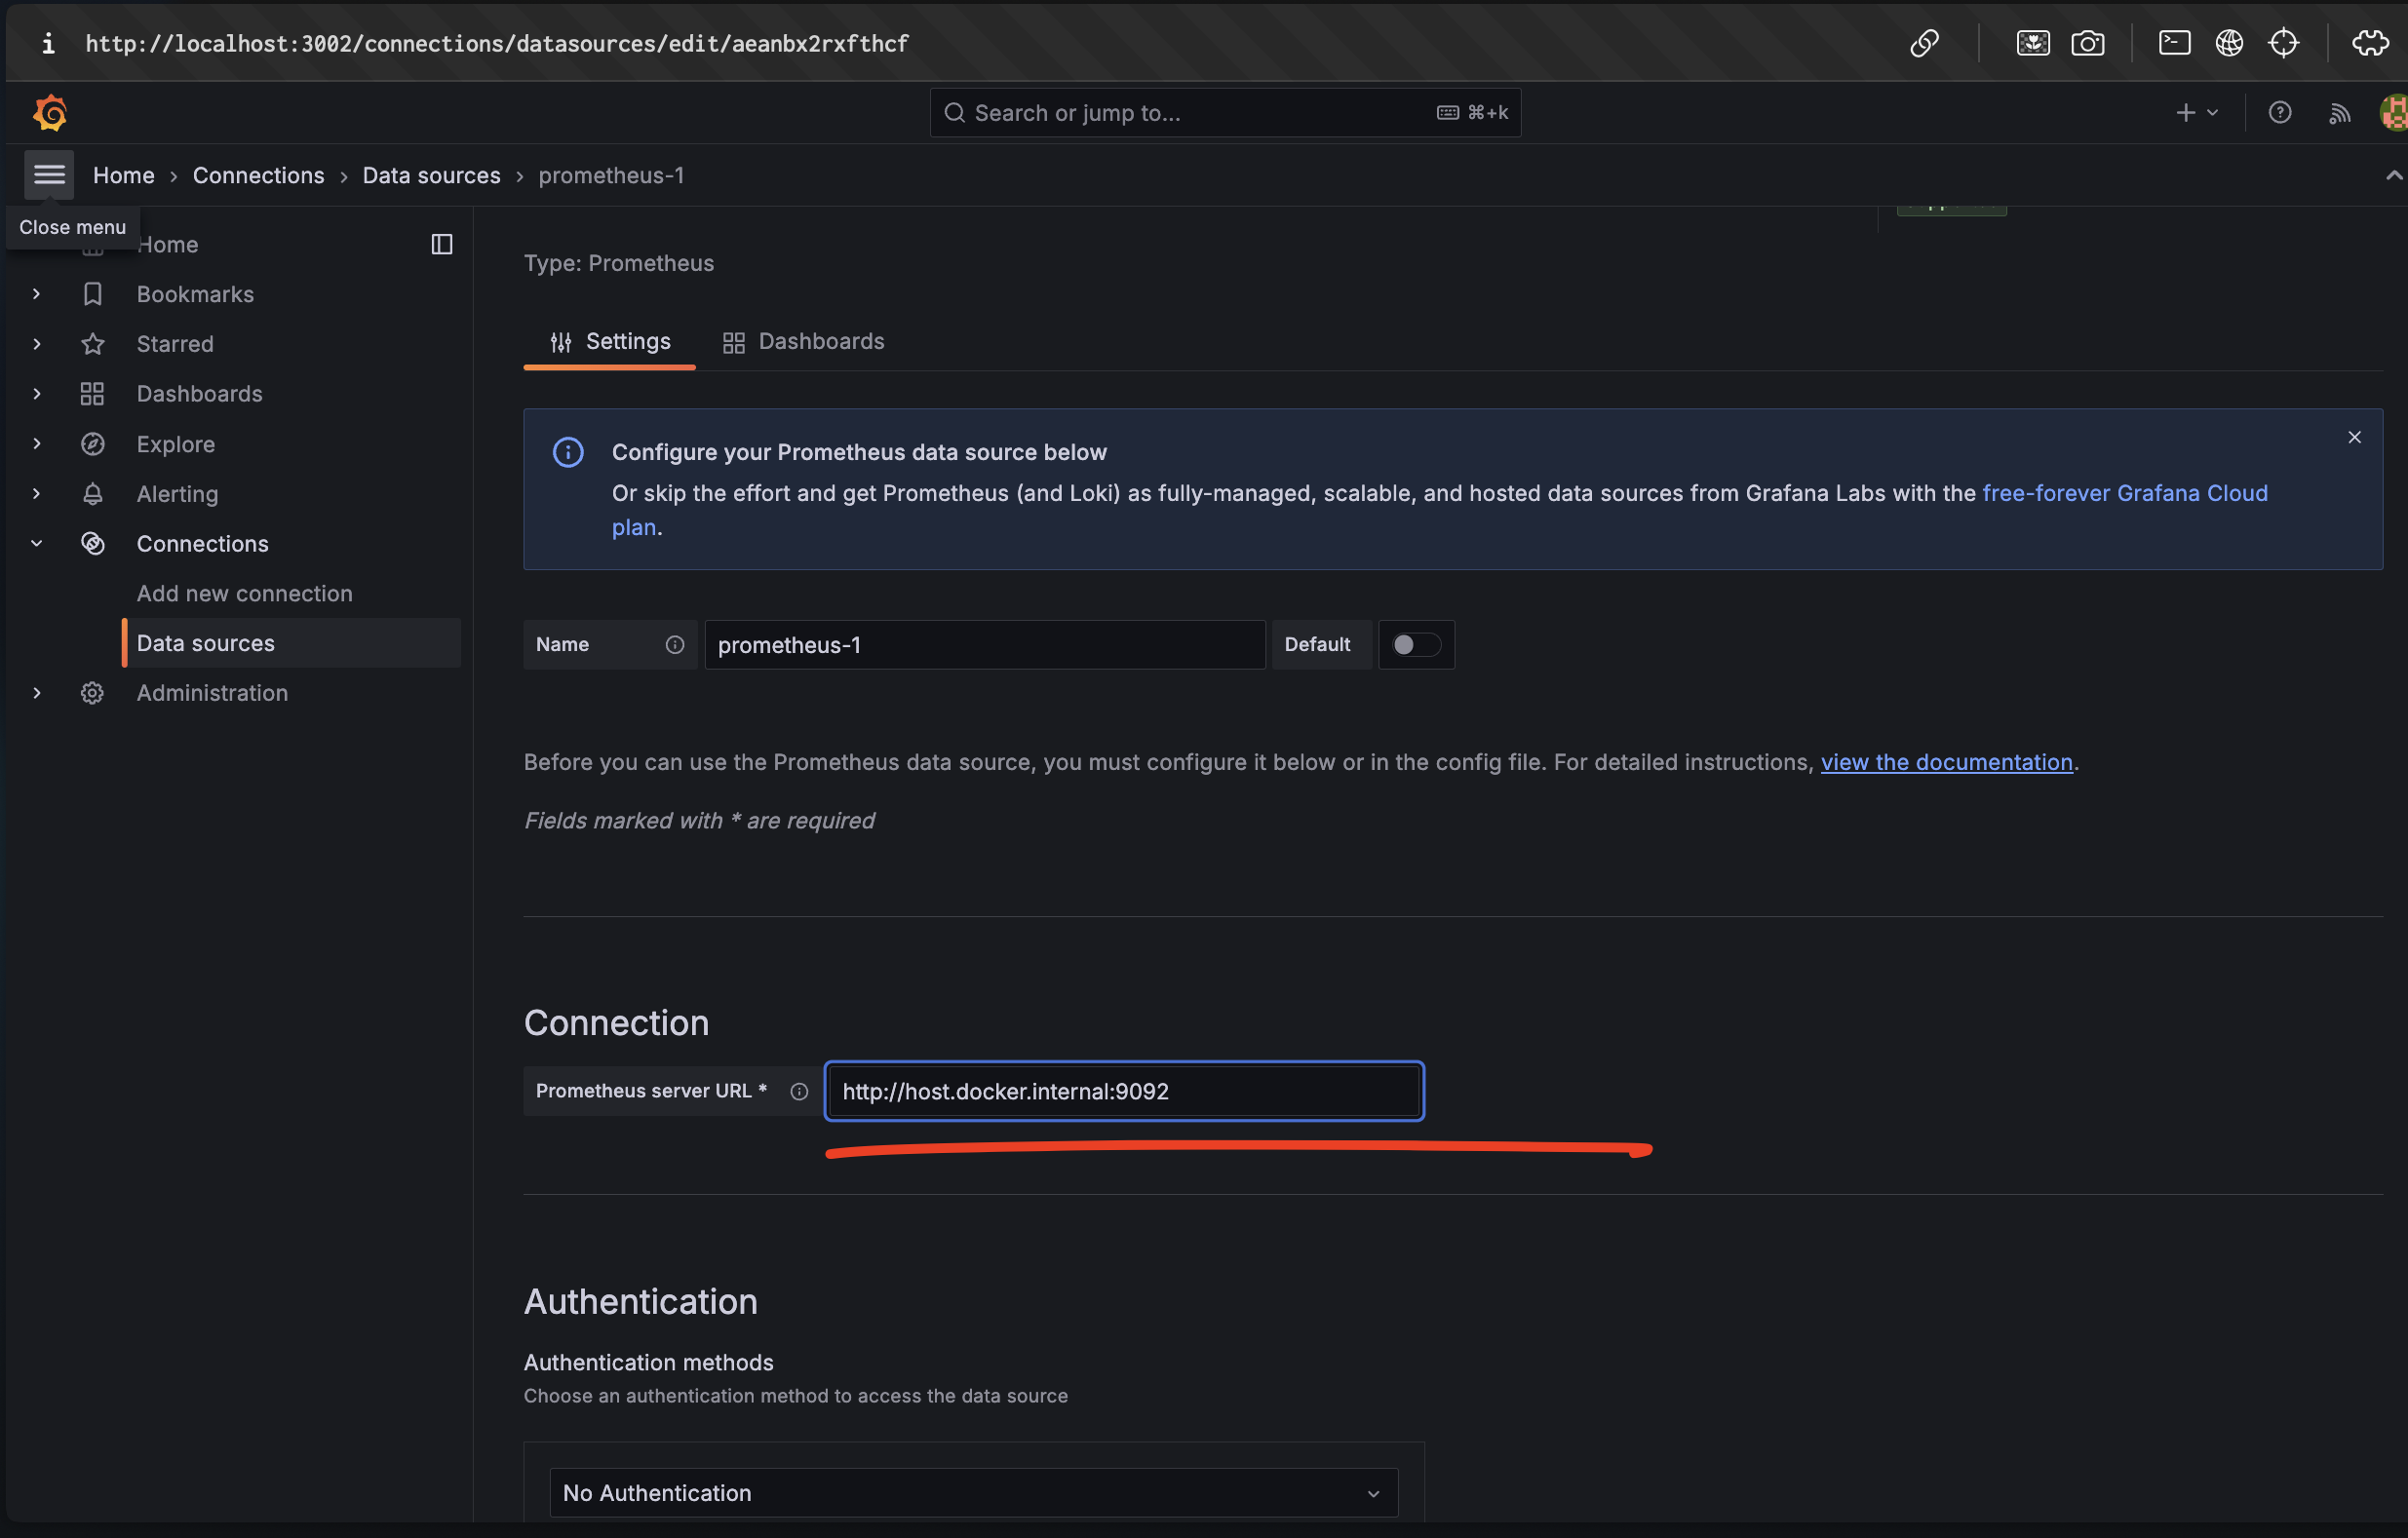 http://localhost:3002/connections/datasources/edit/aeanbx2rxfthcf
Search or jump to...
⌘+k
Home
Connections
Data sources
prometheus-1
Close menu
Home
Bookmarks
Starred
Dashboards
Explore
Alerting
Connections
Add new connection
Data sources
Administration
Type: Prometheus
Settings
Dashboards
Configure your Prometheus data source below
Or skip the effort and get Prometheus (and Loki) as fully-managed, scalable, and hosted data sources from Grafana Labs with the free-forever Grafana Cloud
plan.
Name
prometheus-1
Default
Before you can use the Prometheus data source, you must configure it below or in the config file. For detailed instructions, view the documentation.
Fields marked with * are required
Connection
Prometheus server URL *
http://host.docker.internal:9092
Authentication
Authentication methods
Choose an authentication method to access the data source
No Authentication